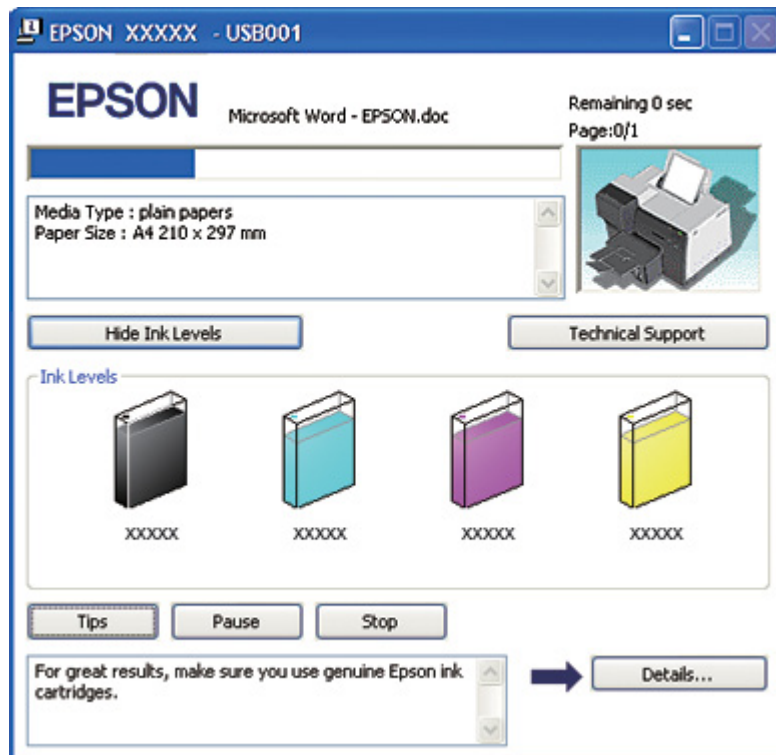 EPSON XXXXX - USB001
EPSON
Microsoft Word - EPSON.doc
Remaining 0 sec
Page:0/1
Media Type : plain papers
Paper Size : A4 210 x 297 mm
Hide Ink Levels
Technical Support
Ink Levels
XXXXX
XXXXX
XXXXX
XXXXX
Tips
Pause
Stop
For great results, make sure you use genuine Epson ink
cartridges.
Details...